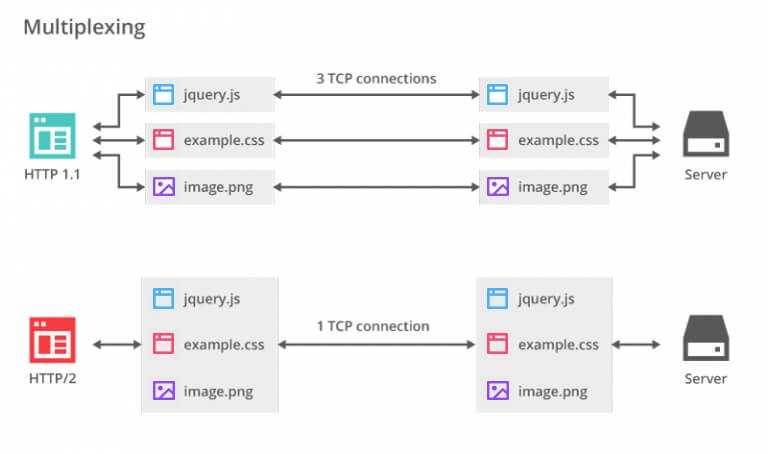 Multiplexing
3 TCP connections
jquery.js
jquery.js
example.css
example.css
HTTP 1.1
Server
image.png
image.png
jquery.js
jquery.js
1 TCP connection
example.css
example.css
HTTP/2
Server
image.png
image.png